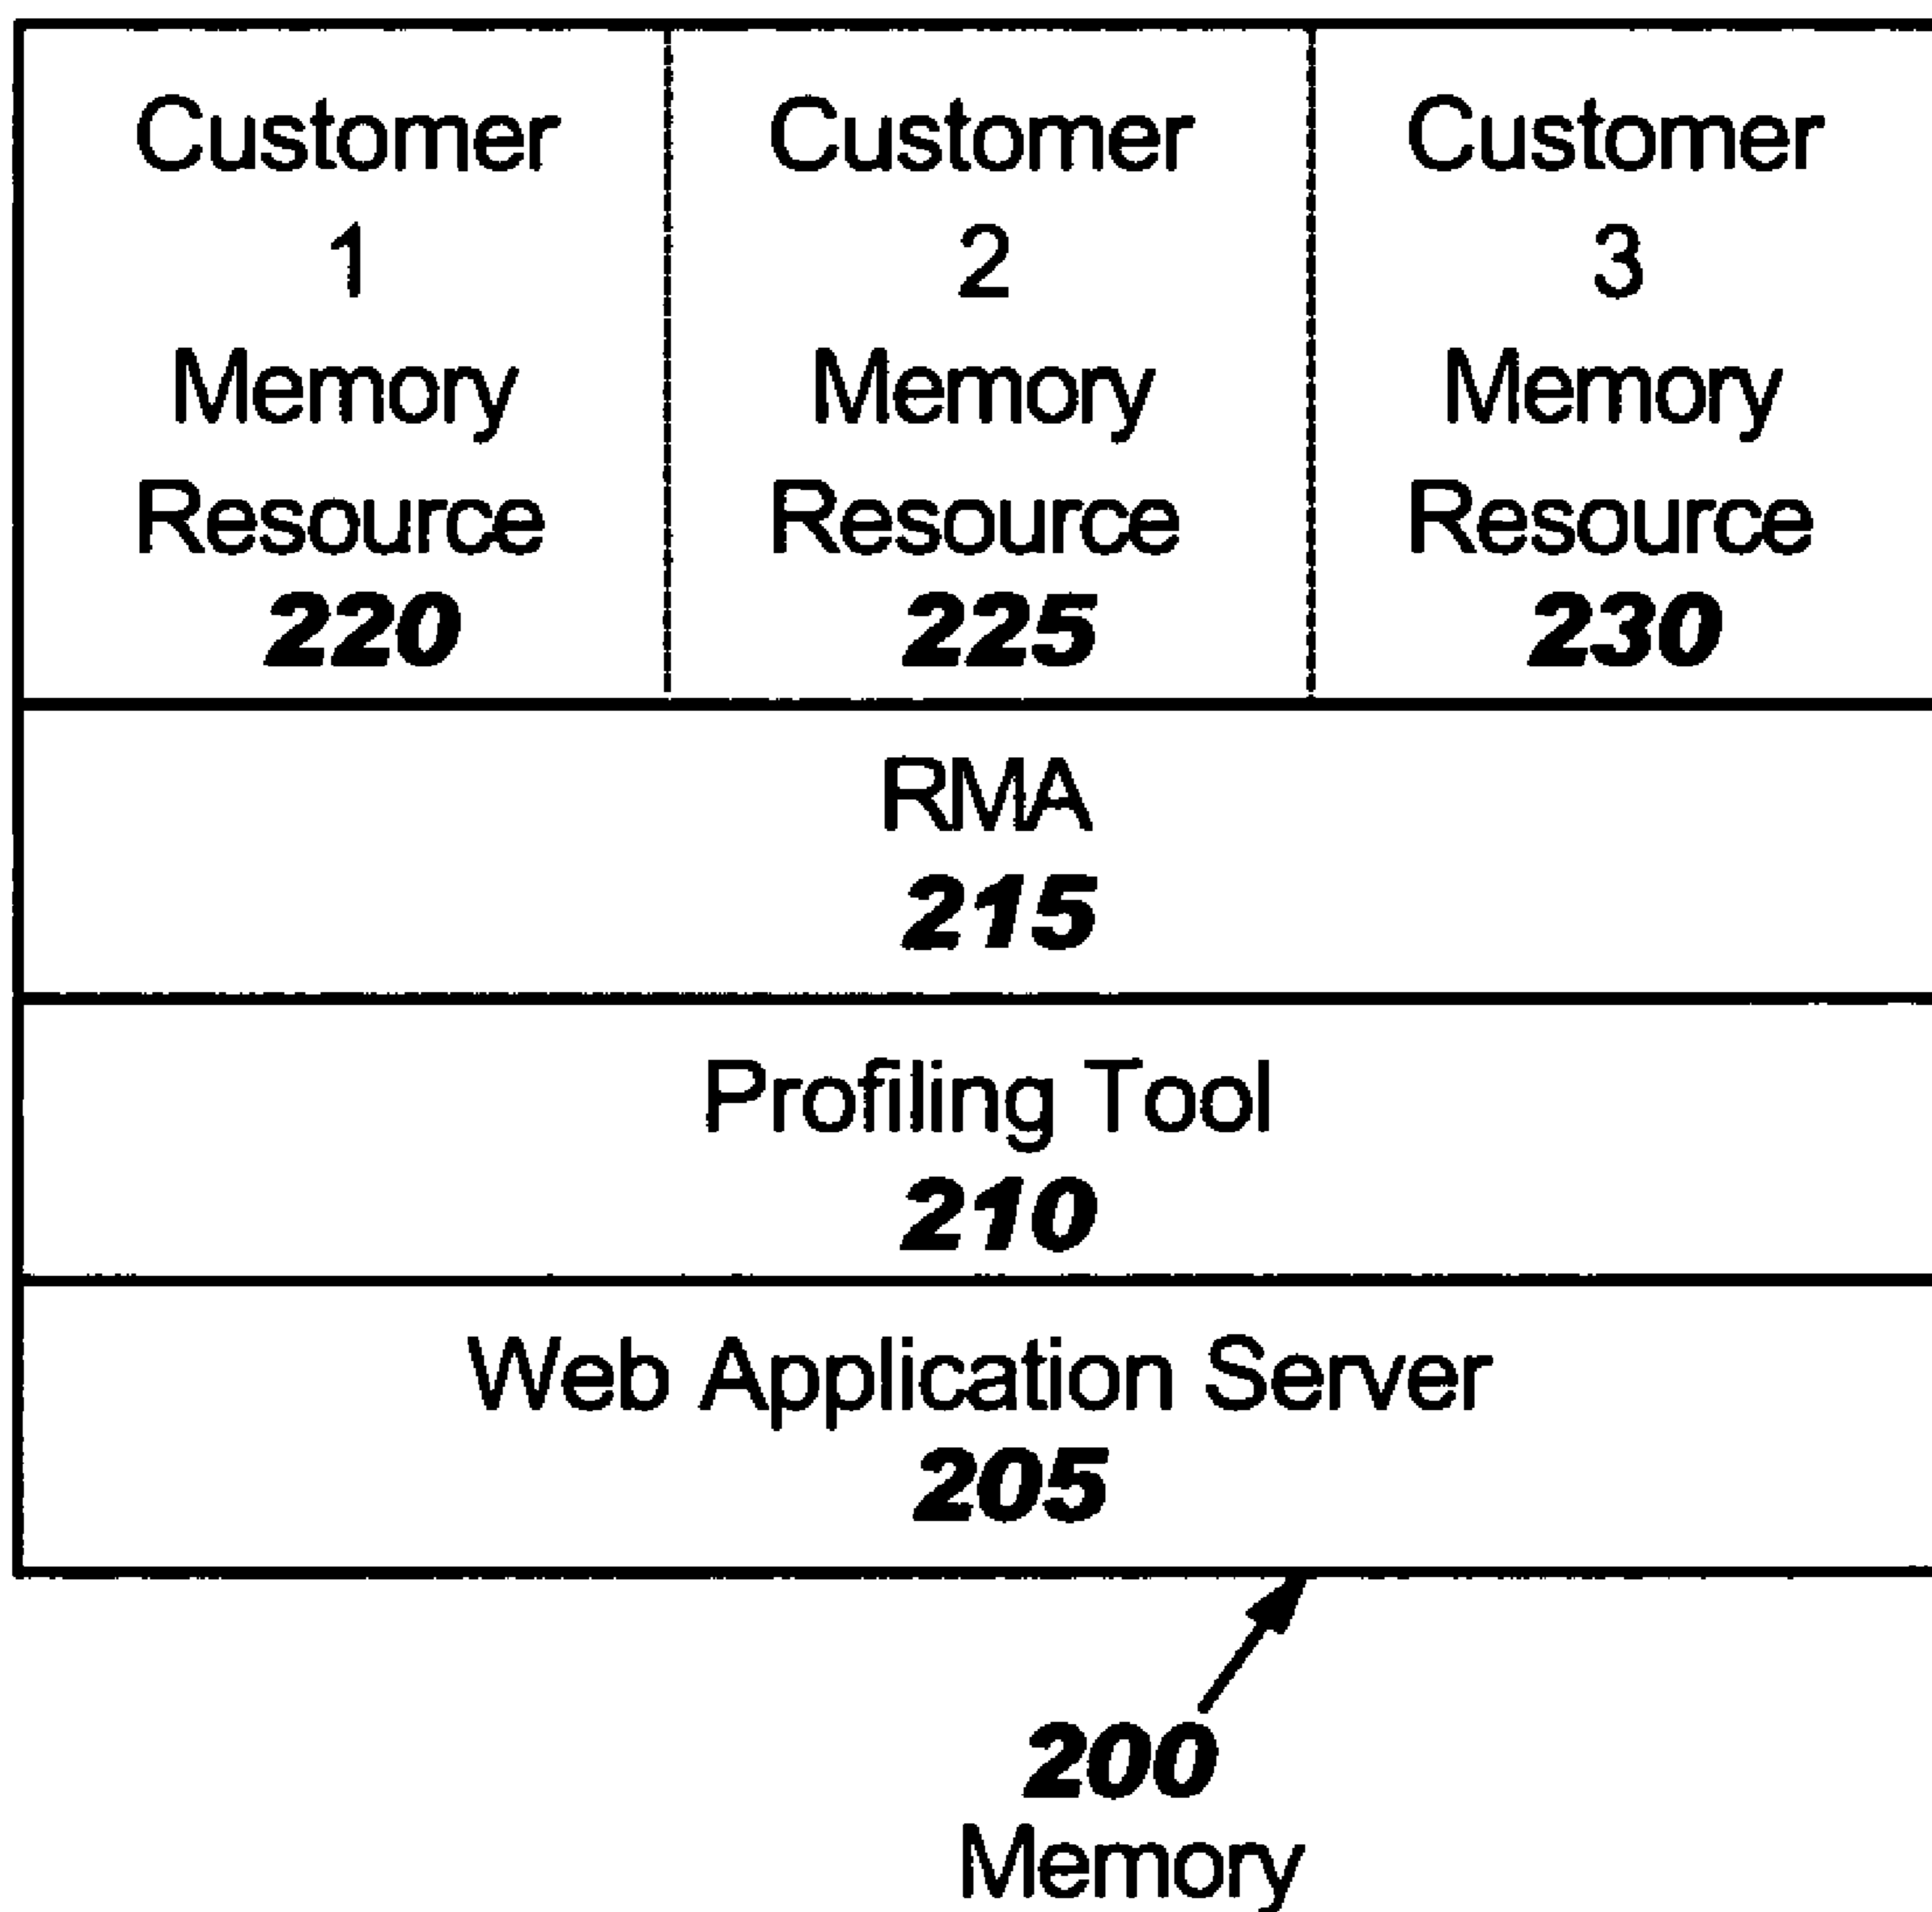 Customer
1
Memory
Resource
220
Customer
2
Memory
Resource
225
Customer
3
Memory
Resource
230
RMA
215
Profiling Tool
210
Web Application Server
205
200
Memory